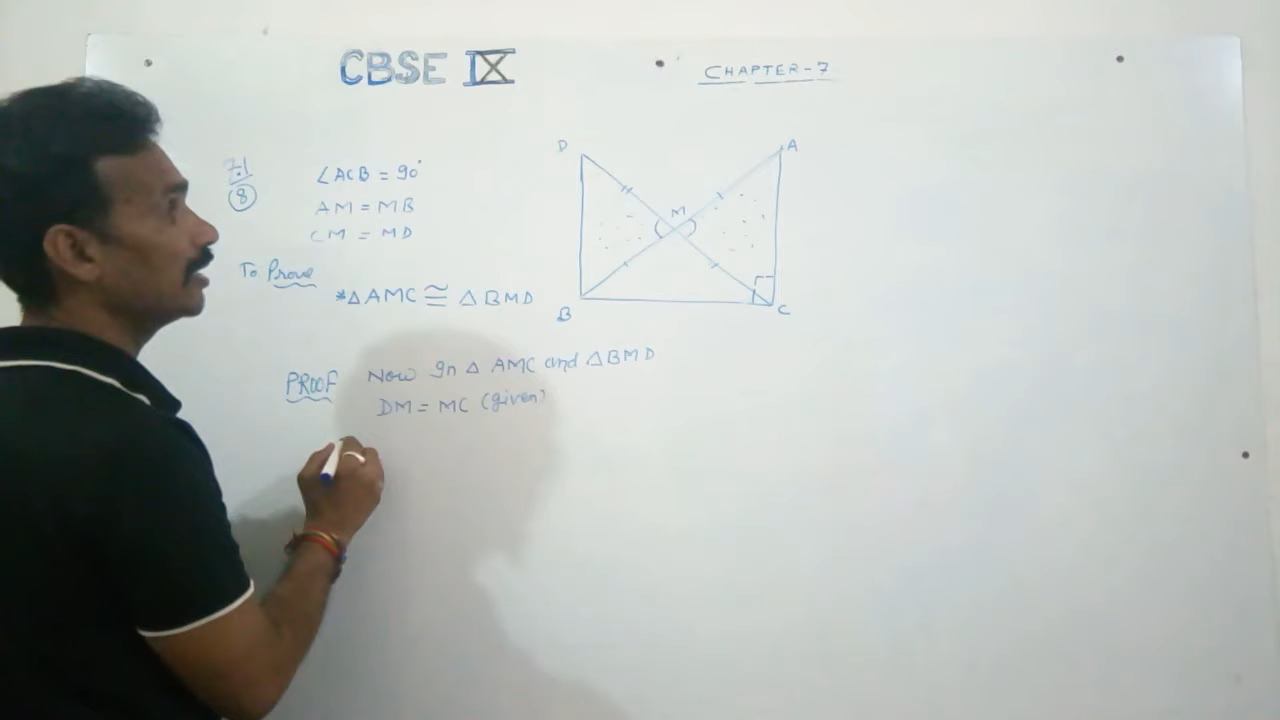 CBSE IX
CHAPTER-7
7.1
8
∠ACB = 90°
AM = MB
CM = MD
To Prove
*△AMC ≅ △BMD
D
A
M
B
C
PROOF Now In △ AMC and △BMD
DM = MC (given)